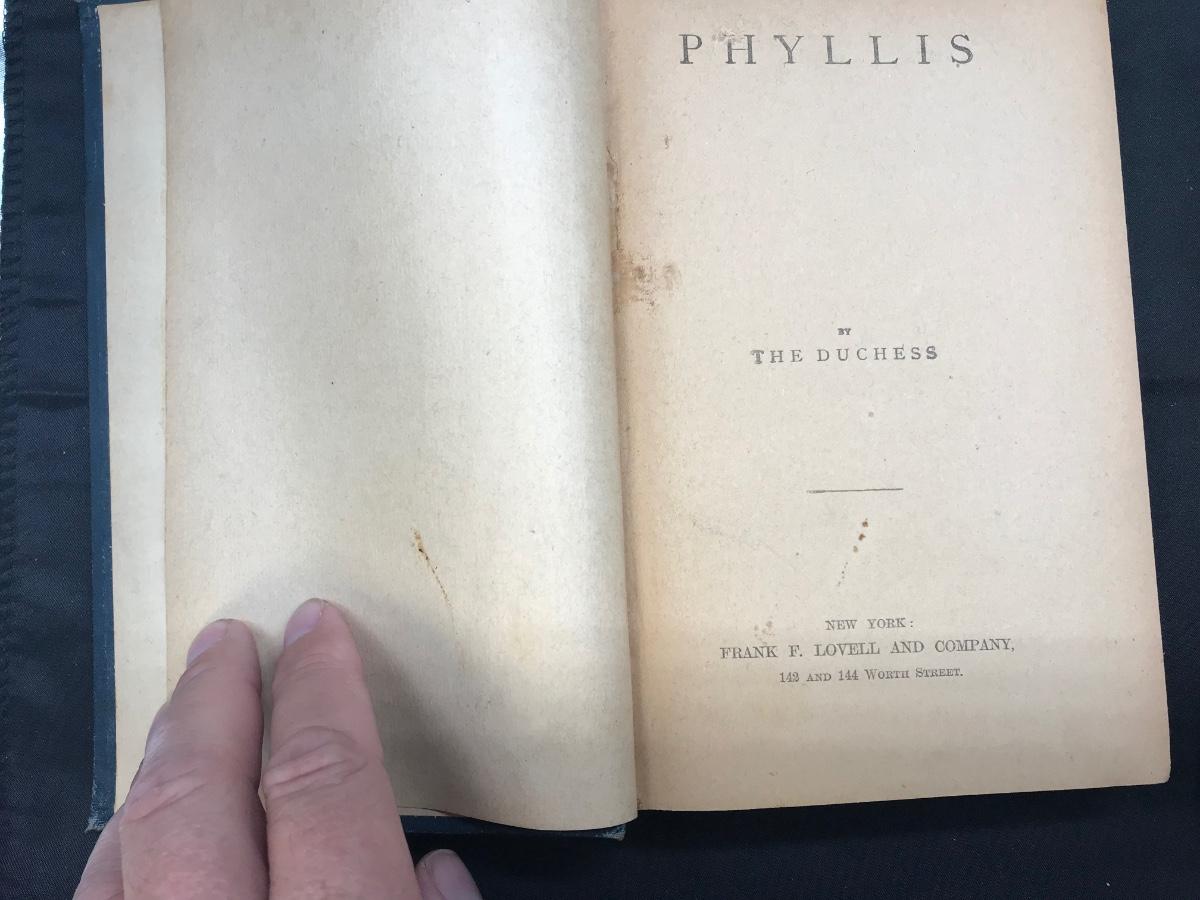 PHYLLIS
BY
THE DUCHESS
NEW YORK:
FRANK F. LOVELL AND COMPANY,
142 AND 144 WORTH STREET.